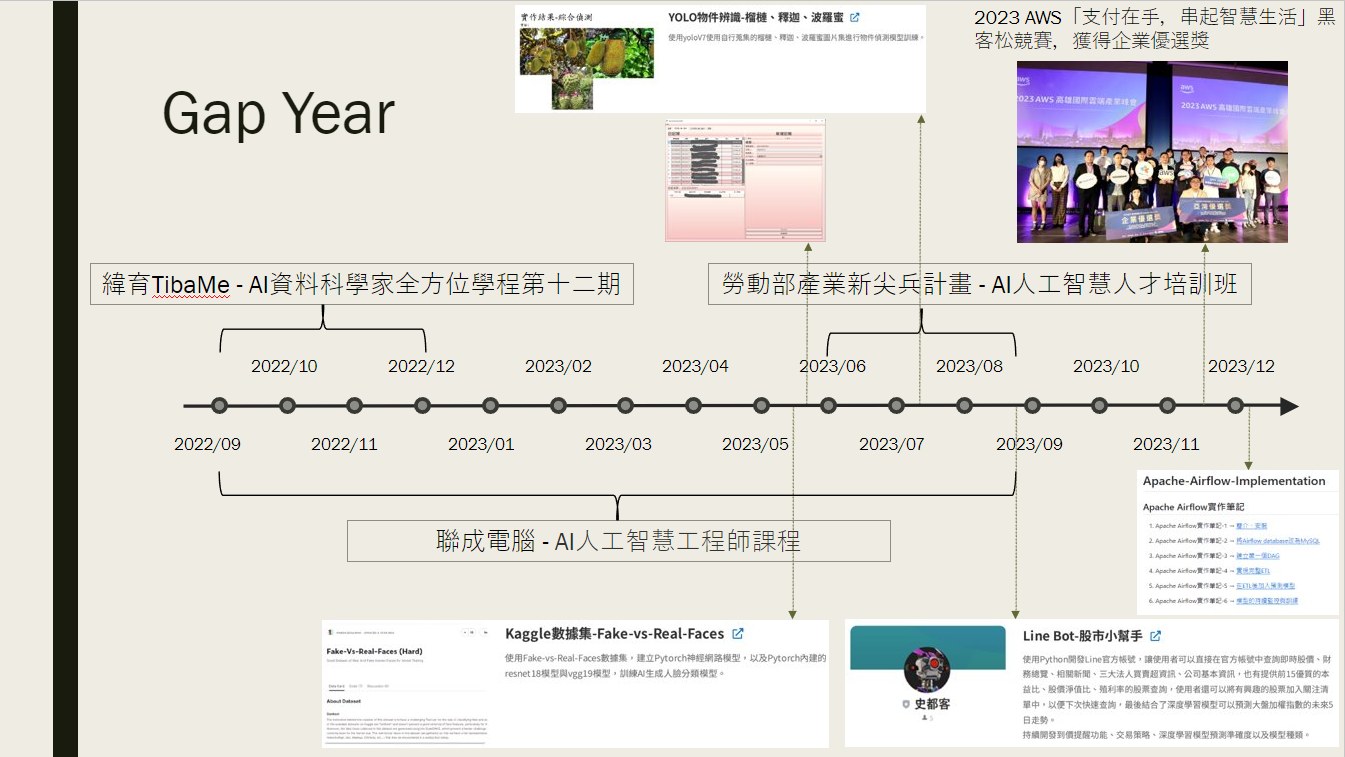 Gap Year
實作結果-綜合偵測
YOLO物件辨識-榴槤、釋迦、波羅蜜
使用yoloV7使用自行蒐集的榴槤、釋迦、波羅蜜圖片集進行物件偵測模型訓練。
2023 AWS「支付在手，串起智慧生活」黑
客松競賽，獲得企業優選獎
aws
aws
2023 AWS 高雄國際雲端產業峰會
2023 AWS 高雄國際雲端產業峰會
aws
企業優選獎
亞灣優選獎
緯育TibaMe - AI資料科學家全方位學程第十二期
勞動部產業新尖兵計畫 - AI人工智慧人才培訓班
2022/10
2022/12
2023/02
2023/04
2023/06
2023/08
2023/10
2023/12
2022/09
2022/11
2023/01
2023/03
2023/05
2023/07
2023/09
2023/11
聯成電腦 - AI人工智慧工程師課程
Apache-Airflow-Implementation
Apache Airflow實作筆記
1. Apache Airflow實作筆記-1 → 簡介、安裝
2. Apache Airflow實作筆記-2 → 將Airflow database改為MySQL
3. Apache Airflow實作筆記-3 → 建立第一個DAG
4. Apache Airflow實作筆記-4 → 實現完整ETL
5. Apache Airflow實作筆記-5 → 在ETL後加入預測模型
6. Apache Airflow實作筆記-6 → 模型的持續監控與訓練
Fake-Vs-Real-Faces (Hard)
About Dataset
Kaggle數據集-Fake-vs-Real-Faces
使用Fake-vs-Real-Faces數據集，建立Pytorch神經網路模型，以及Pytorch內建的
resnet18模型與vgg19模型，訓練AI生成人臉分類模型。
史都客
5
Line Bot-股市小幫手
使用Python開發Line官方帳號，讓使用者可以直接在官方帳號中查詢即時股價、財
務總覽、相關新聞、三大法人買賣超資訊、公司基本資訊，也有提供前15優質的本
益比、股價淨值比、殖利率的股票查詢，使用者還可以將有興趣的股票加入關注清
單中，以便下次快速查詢，最後結合了深度學習模型可以預測大盤加權指數的未來5
日走勢。
持續開發到價提醒功能、交易策略、深度學習模型預測準確度以及模型種類。